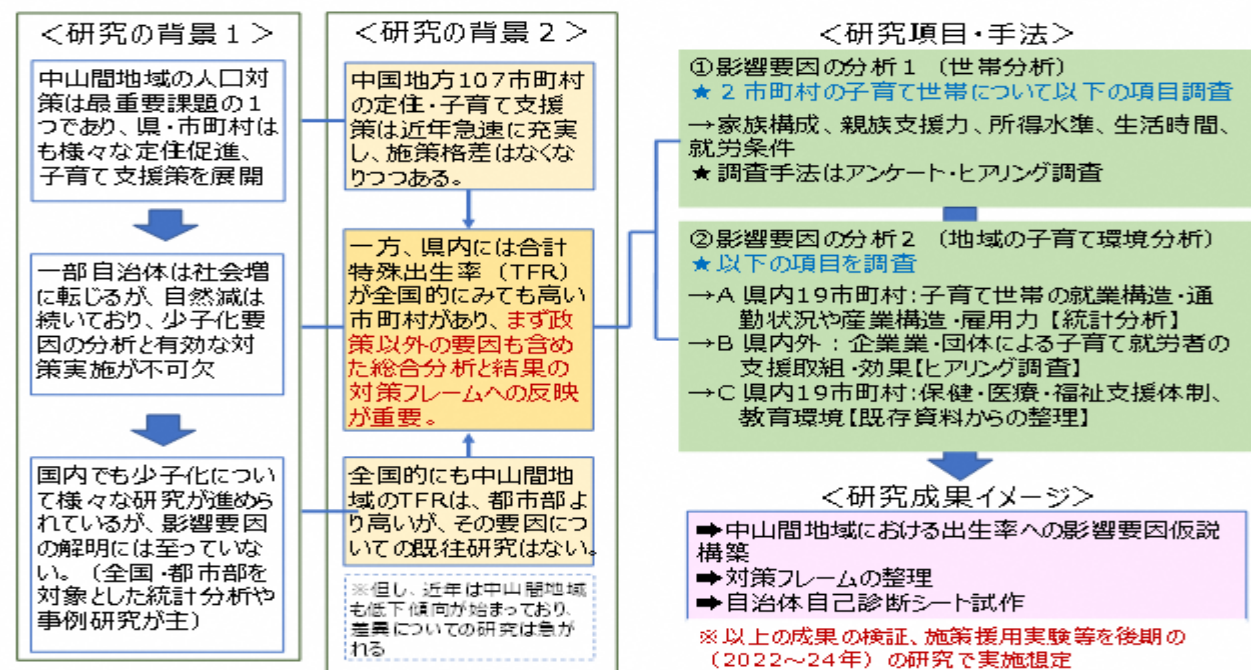 ＜研究の背景１＞
中山間地域の人口対
策は最重要課題の１
つであり、県・市町村は
も様々な定住促進、
子育て支援策を展開
一部自治体は社会増
に転じるが、自然減は
続いており、少子化要
因の分析と有効な対
策実施が不可欠
国内でも少子化につい
て様々な研究が進めら
れているが、影響要因
の解明には至っていな
い。（全国・都市部を
対象とした統計分析や
事例研究が主）
＜研究の背景２＞
中国地方107市町村
の定住・子育て支援
策は近年急速に充実
し、施策格差はなくな
りつつある。
一方、県内には合計
特殊出生率（TFR）
が全国的にみても高い
市町村があり、まず政
策以外の要因も含め
た総合分析と結果の
対策フレームへの反映
が重要。
全国的にも中山間地
域のTFRは、都市部よ
り高いが、その要因につ
いての既往研究はない。
※但し、近年は中山間地域
も低下傾向が始まっており、
差異についての研究は急が
れる
＜研究項目・手法＞
①影響要因の分析１（世帯分析）
★２市町村の子育て世帯について以下の項目調査
→家族構成、親族支援力、所得水準、生活時間、
就労条件
★調査手法はアンケート・ヒアリング調査
②影響要因の分析２（地域の子育て環境分析）
★以下の項目を調査
→A 県内19市町村：子育て世帯の就業構造・通
勤状況や産業構造・雇用力【統計分析】
→B 県内外：企業業・団体による子育て就労者の
支援取組・効果【ヒアリング調査】
→C 県内19市町村：保健・医療・福祉支援体制、
教育環境【既存資料からの整理】
＜研究成果イメージ＞
➡中山間地域における出生率への影響要因仮説
構築
➡対策フレームの整理
➡自治体自己診断シート試作
※以上の成果の検証、施策援用実験等を後期の
（2022～24年）の研究で実施想定